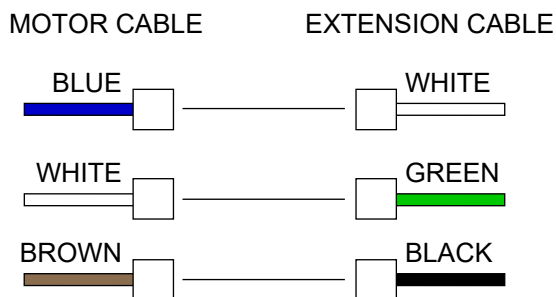 MOTOR CABLE EXTENSION CABLE
BLUE WHITE
WHITE GREEN
BROWN BLACK